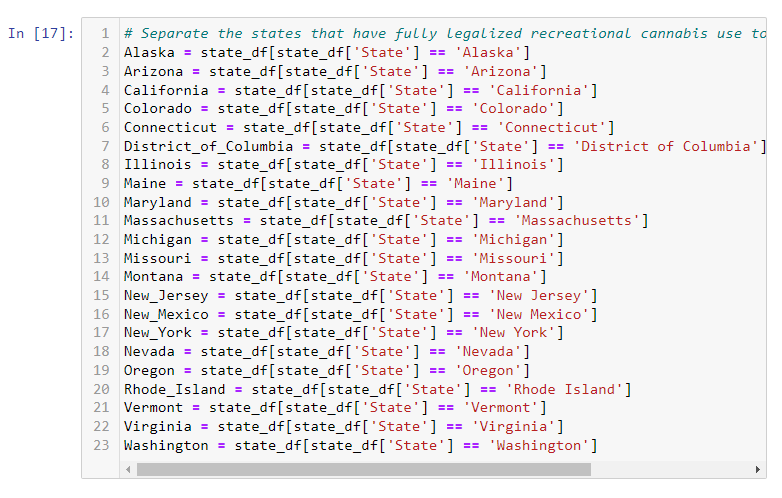 In [17]:
1 # Separate the states that have fully legalized recreational cannabis use to
2 Alaska = state_df[state_df['State'] == 'Alaska']
3 Arizona = state_df[state_df['State'] == 'Arizona']
4 California = state_df[state_df['State'] == 'California']
5 Colorado = state_df[state_df['State'] == 'Colorado']
6 Connecticut = state_df[state_df['State'] == 'Connecticut']
7 District_of_Columbia = state_df[state_df['State'] == 'District of Columbia']
8 Illinois = state_df[state_df['State'] == 'Illinois']
9 Maine = state_df[state_df['State'] == 'Maine']
10 Maryland = state_df[state_df['State'] == 'Maryland']
11 Massachusetts = state_df[state_df['State'] == 'Massachusetts']
12 Michigan = state_df[state_df['State'] == 'Michigan']
13 Missouri = state_df[state_df['State'] == 'Missouri']
14 Montana = state_df[state_df['State'] == 'Montana']
15 New_Jersey = state_df[state_df['State'] == 'New Jersey']
16 New_Mexico = state_df[state_df['State'] == 'New Mexico']
17 New_York = state_df[state_df['State'] == 'New York']
18 Nevada = state_df[state_df['State'] == 'Nevada']
19 Oregon = state_df[state_df['State'] == 'Oregon']
20 Rhode_Island = state_df[state_df['State'] == 'Rhode Island']
21 Vermont = state_df[state_df['State'] == 'Vermont']
22 Virginia = state_df[state_df['State'] == 'Virginia']
23 Washington = state_df[state_df['State'] == 'Washington']